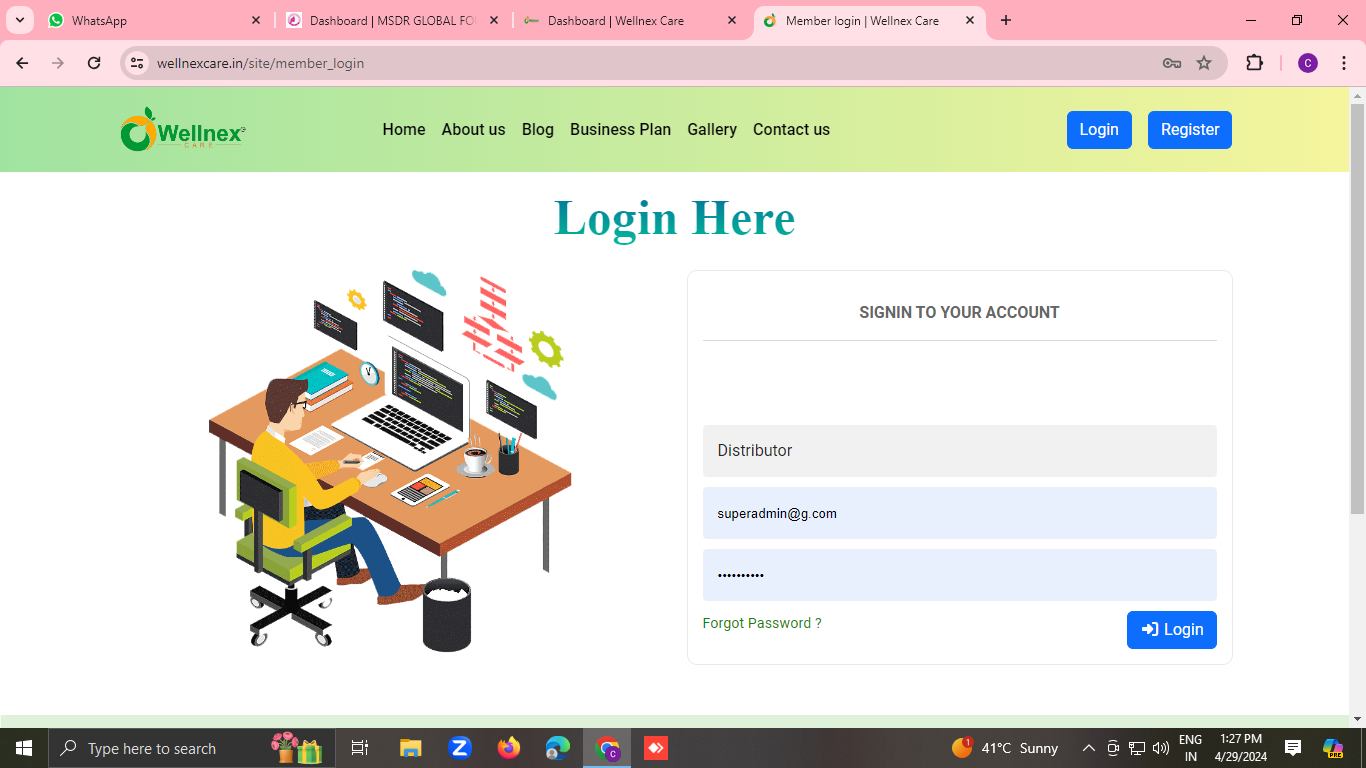 WhatsApp
Dashboard | MSDR GLOBAL FO
Dashboard | Wellnex Care
Member login | Wellnex Care
wellnexcare.in/site/member_login
C
Wellnex
CARE
Home
About us
Blog
Business Plan
Gallery
Contact us
Login
Register
Login Here
SIGNIN TO YOUR ACCOUNT
Distributor
superadmin@g.com
••••••••••
Forgot Password ?
Login
Type here to search
Z
C
1
41°C Sunny
ENG
IN
1:27 PM
4/29/2024
PRE